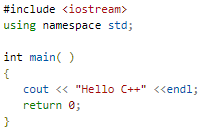 #include <iostream>
using namespace std;

int main( )
{
   cout << "Hello C++" <<endl;
   return 0;
}